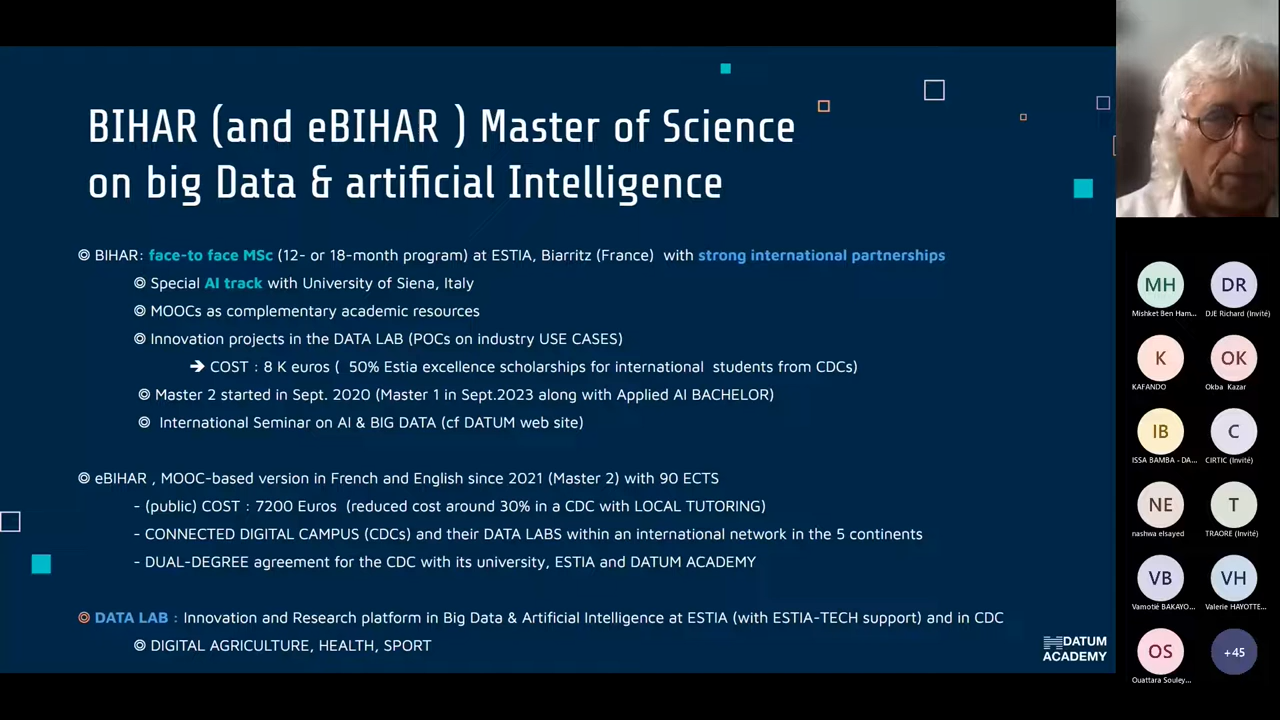 BIHAR (and eBIHAR ) Master of Science
on big Data & artificial Intelligence
BIHAR: face-to face MSc (12- or 18-month program) at ESTIA, Biarritz (France) with strong international partnerships
Special AI track with University of Siena, Italy
MOOCs as complementary academic resources
Innovation projects in the DATA LAB (POCs on industry USE CASES)
➔ COST : 8 K euros ( 50% Estia excellence scholarships for international students from CDCs)
Master 2 started in Sept. 2020 (Master 1 in Sept.2023 along with Applied AI BACHELOR)
International Seminar on AI & BIG DATA (cf DATUM web site)
eBIHAR , MOOC-based version in French and English since 2021 (Master 2) with 90 ECTS
- (public) COST : 7200 Euros (reduced cost around 30% in a CDC with LOCAL TUTORING)
- CONNECTED DIGITAL CAMPUS (CDCs) and their DATA LABS within an international network in the 5 continents
- DUAL-DEGREE agreement for the CDC with its university, ESTIA and DATUM ACADEMY
DATA LAB : Innovation and Research platform in Big Data & Artificial Intelligence at ESTIA (with ESTIA-TECH support) and in CDC
DIGITAL AGRICULTURE, HEALTH, SPORT
DATUM
ACADEMY
MH DR
Mishket Ben Ham... DJE Richard (Invité)
K OK
KAFANDO Okba Kazar
IB C
ISSA BAMBA - DA... CIRTIC (Invité)
NE T
nashwa elsayed TRAORE (Invité)
VB VH
Vamotié BAKAYO... Valerie HAYOTTE...
OS +45
Ouattara Souley...